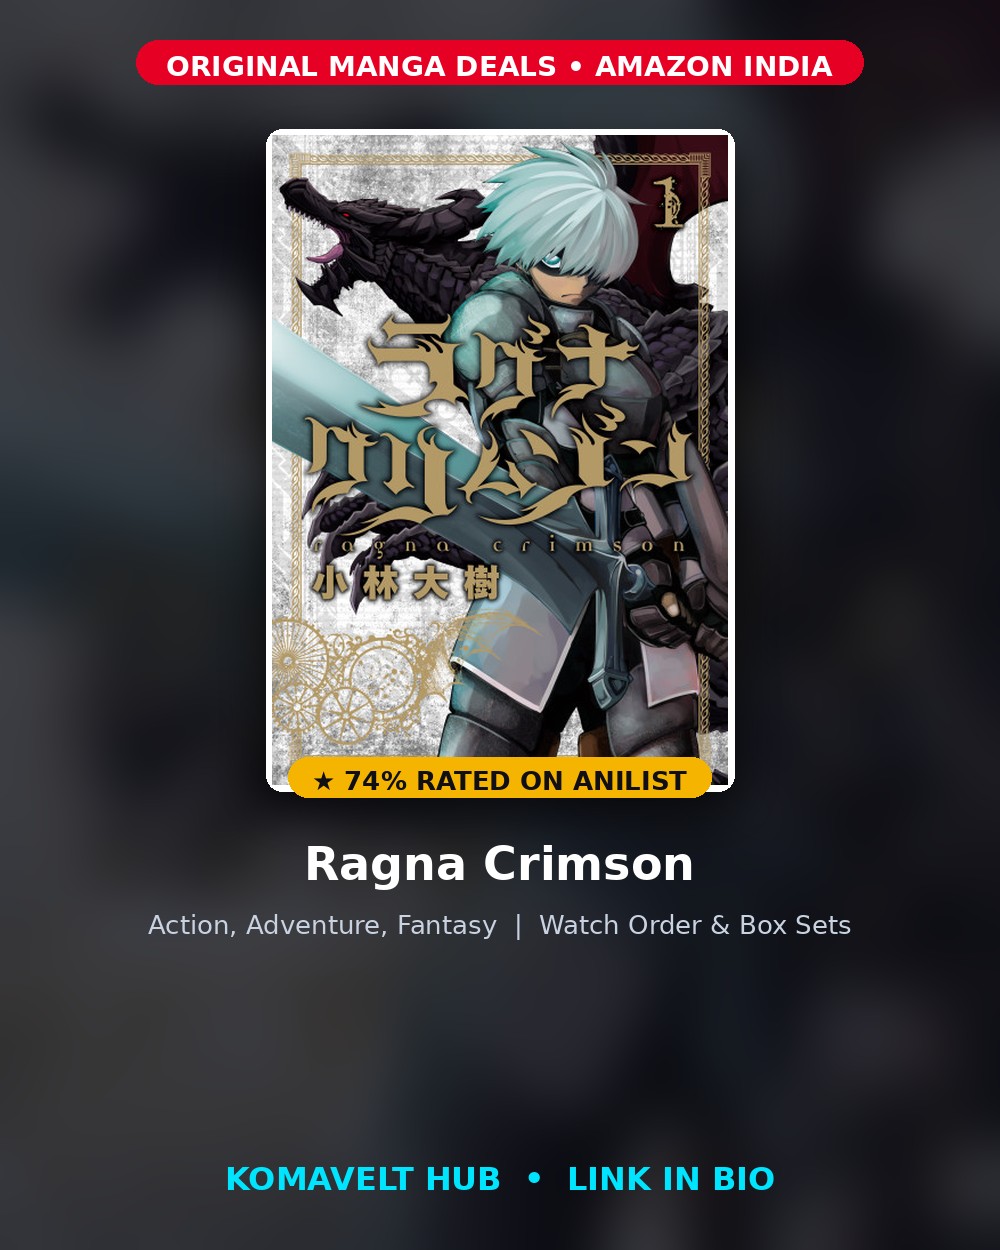 ORIGINAL MANGA DEALS • AMAZON INDIA
1
ラグナ
クリムゾン
ragna crimson
小林大樹
★ 74% RATED ON ANILIST
Ragna Crimson
Action, Adventure, Fantasy | Watch Order & Box Sets
KOMAVELT HUB • LINK IN BIO